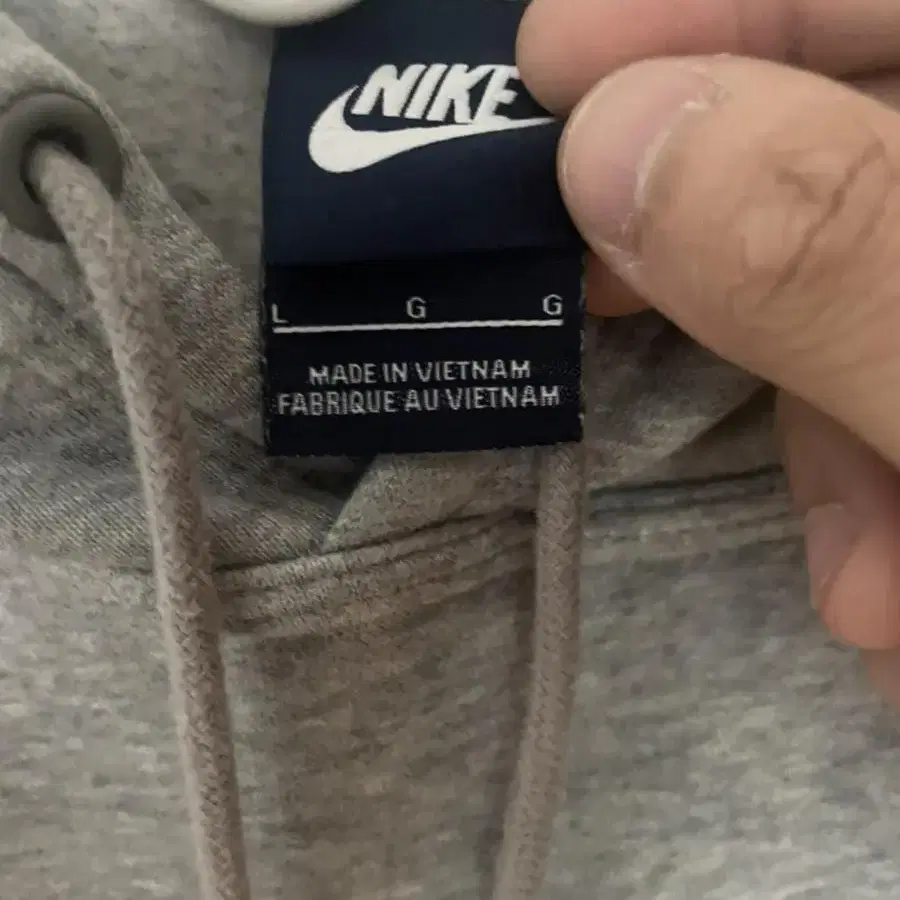 NIKE
L G G
MADE IN VIETNAM
FABRIQUE AU VIETNAM